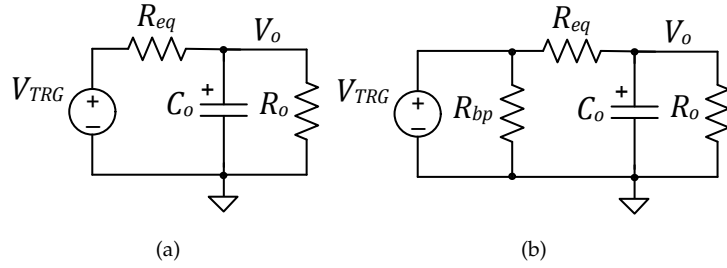 R_eq V_o
V_TRG + − C_o + R_o
(a)
R_eq V_o
V_TRG + − R_bp C_o + R_o
(b)